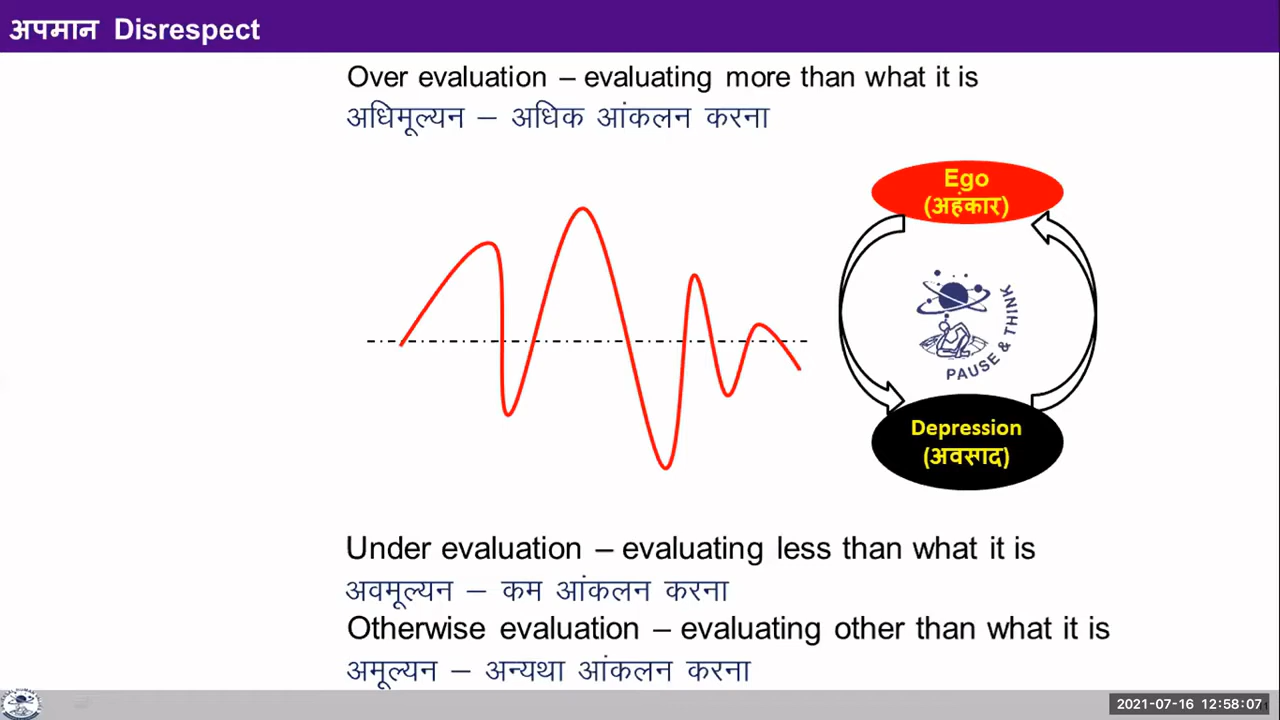 अपमान Disrespect
Over evaluation – evaluating more than what it is
अधिमूल्यन – अधिक आंकलन करना
Ego
(अहंकार)
PAUSE & THINK
Depression
(अवसाद)
Under evaluation – evaluating less than what it is
अवमूल्यन – कम आंकलन करना
Otherwise evaluation – evaluating other than what it is
अमूल्यन – अन्यथा आंकलन करना
2021-07-16 12:58:07